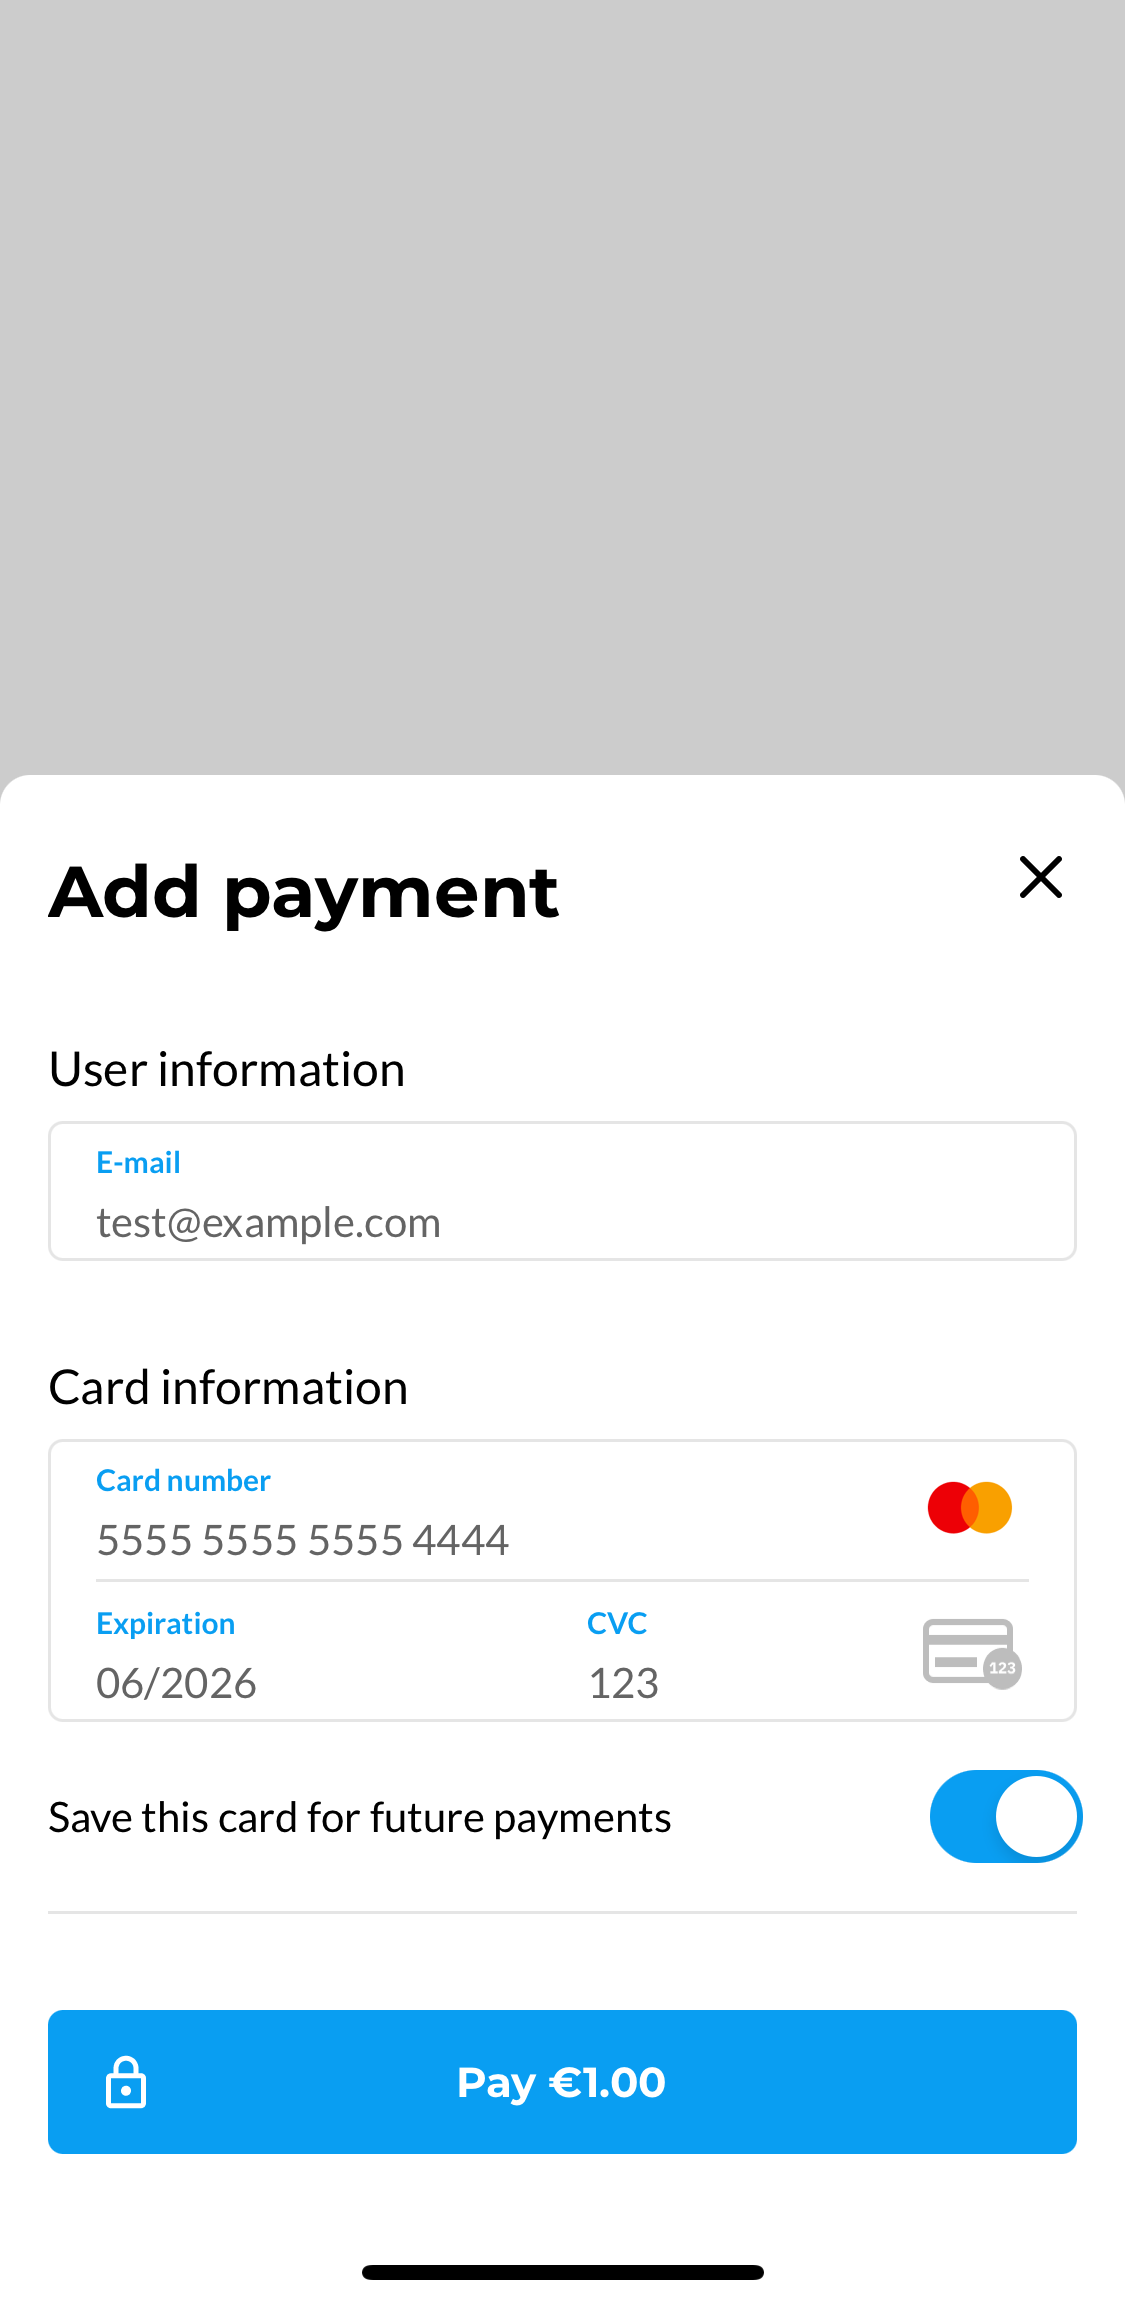 Add payment
User information
E-mail
test@example.com
Card information
Card number
5555 5555 5555 4444
Expiration
CVC
06/2026
123
123
Save this card for future payments
Pay €1.00